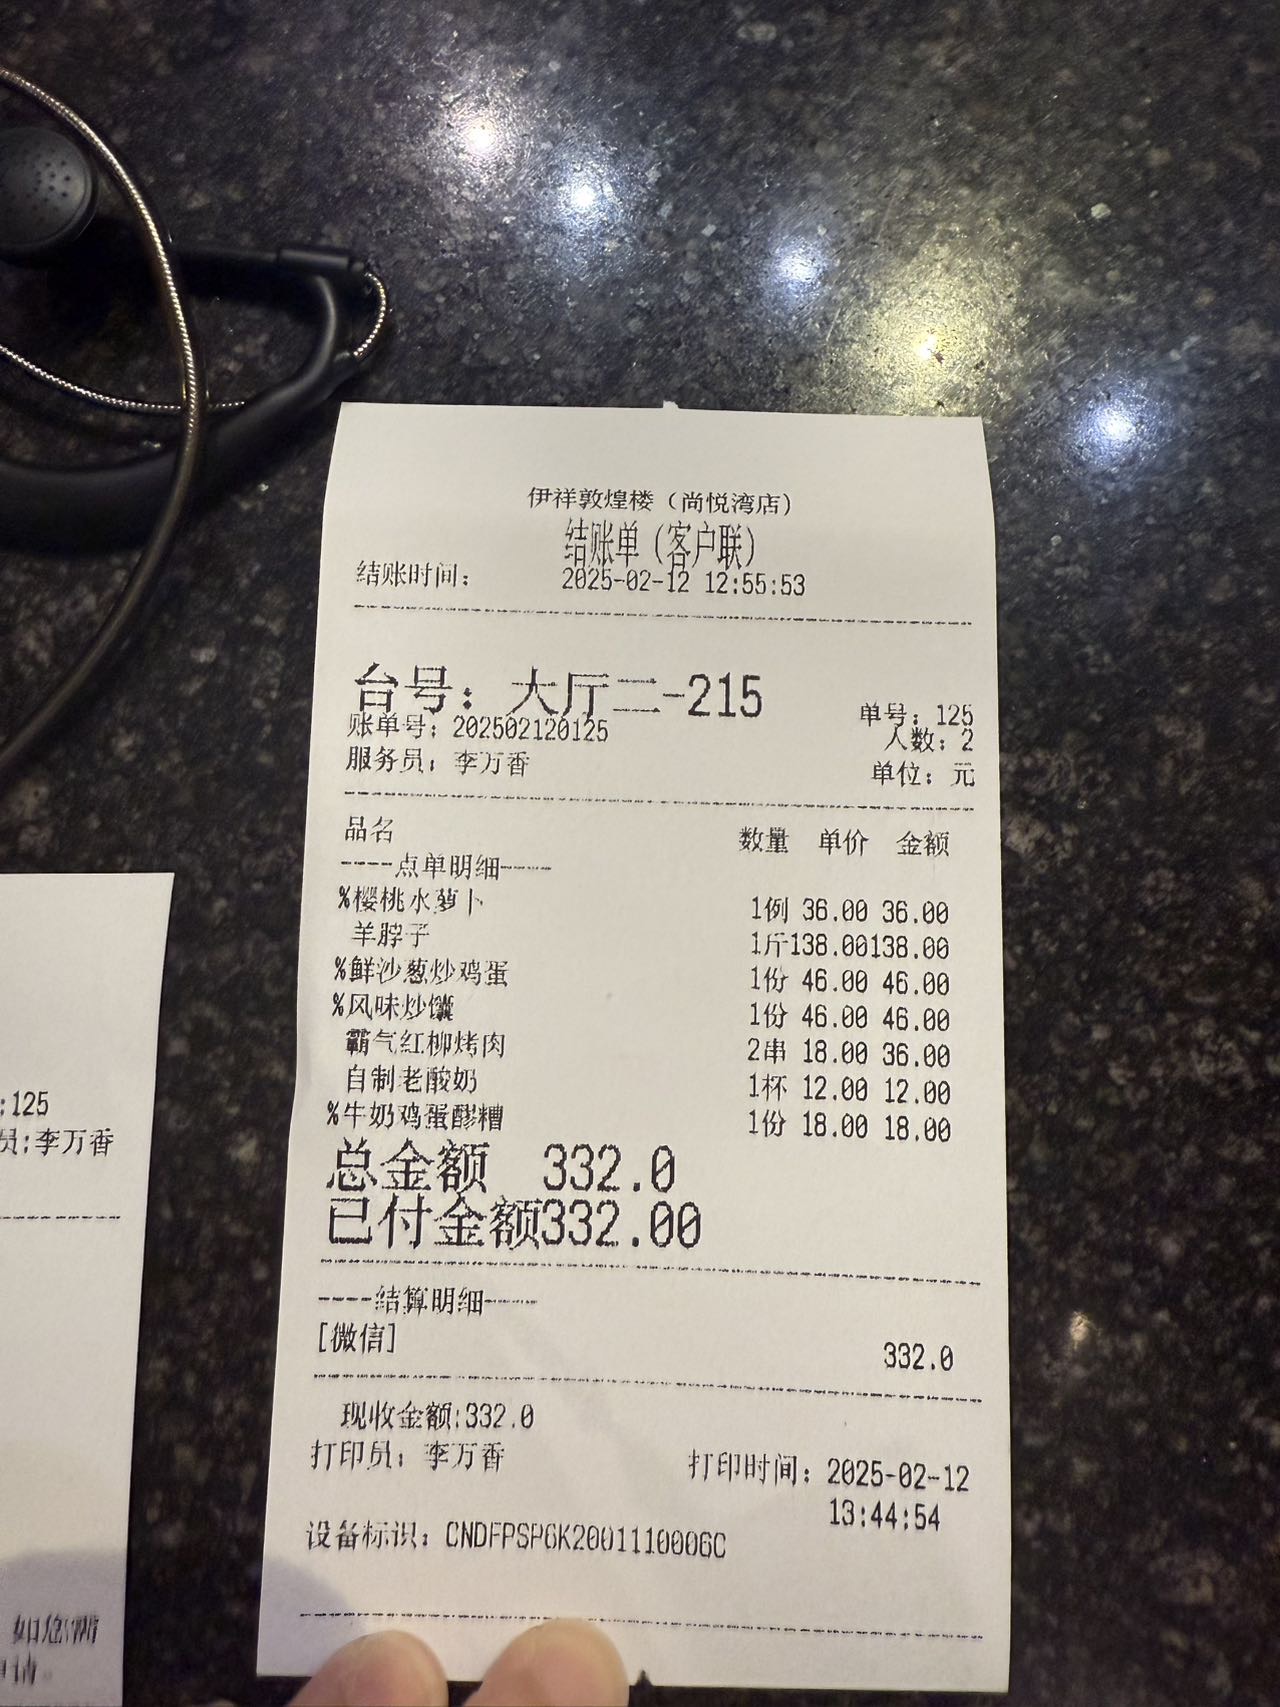 伊祥敦煌楼（尚悦湾店）
结账单（客户联）
结账时间： 2025-02-12 12:55:53
台号：大厅二-215
单号：125
账单号：202502120125
人数：2
服务员：李万香
单位：元
品名 数量 单价 金额
----点单明细----
%樱桃水萝卜 1例 36.00 36.00
羊脖子 1斤138.00138.00
%鲜沙葱炒鸡蛋 1份 46.00 46.00
%风味炒馕 1份 46.00 46.00
霸气红柳烤肉 2串 18.00 36.00
自制老酸奶 1杯 12.00 12.00
%牛奶鸡蛋醪糟 1份 18.00 18.00
总金额 332.0
已付金额332.00
----结算明细----
[微信] 332.0
现收金额:332.0
打印员：李万香 打印时间：2025-02-12
13:44:54
设备标识：CNDFPSP6K2001110006C
:125
员:李万香